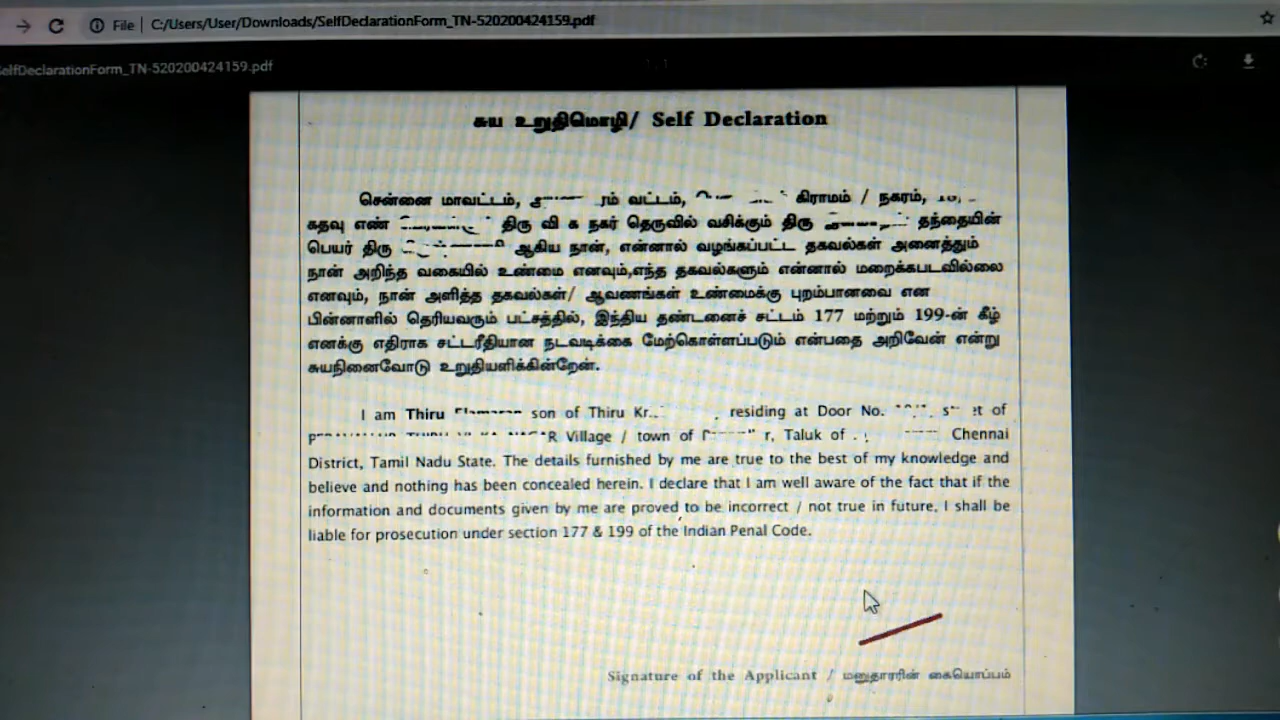 File | C:/Users/User/Downloads/SelfDeclarationForm_TN-520200424159.pdf
elfDeclarationForm_TN-520200424159.pdf
சுய உறுதிமொழி/ Self Declaration
சென்னை மாவட்டம், வட்டம், கிராமம் / நகரம்,
கதவு எண் திரு வி க நகர் தெருவில் வசிக்கும் திரு தந்தையின்
பெயர் திரு ஆகிய நான், என்னால் வழங்கப்பட்ட தகவல்கள் அனைத்தும்
நான் அறிந்த வகையில் உண்மை எனவும்,எந்த தகவல்களும் என்னால் மறைக்கபடவில்லை
எனவும், நான் அளித்த தகவல்கள்/ ஆவணங்கள் உண்மைக்கு புறம்பானவை என
பின்னாளில் தெரியவரும் பட்சத்தில், இந்திய தண்டனைச் சட்டம் 177 மற்றும் 199-ன் கீழ்
எனக்கு எதிராக சட்டரீதியான நடவடிக்கை மேற்கொள்ளப்படும் என்பதை அறிவேன் என்று
சுயநினைவோடு உறுதியளிக்கின்றேன்.
I am Thiru son of Thiru residing at Door No. of
Village / town of Taluk of Chennai
District, Tamil Nadu State. The details furnished by me are true to the best of my knowledge and
believe and nothing has been concealed herein. I declare that I am well aware of the fact that if the
information and documents given by me are proved to be incorrect / not true in future, I shall be
liable for prosecution under section 177 & 199 of the Indian Penal Code.
Signature of the Applicant / மனுதாரரின் கையொப்பம்